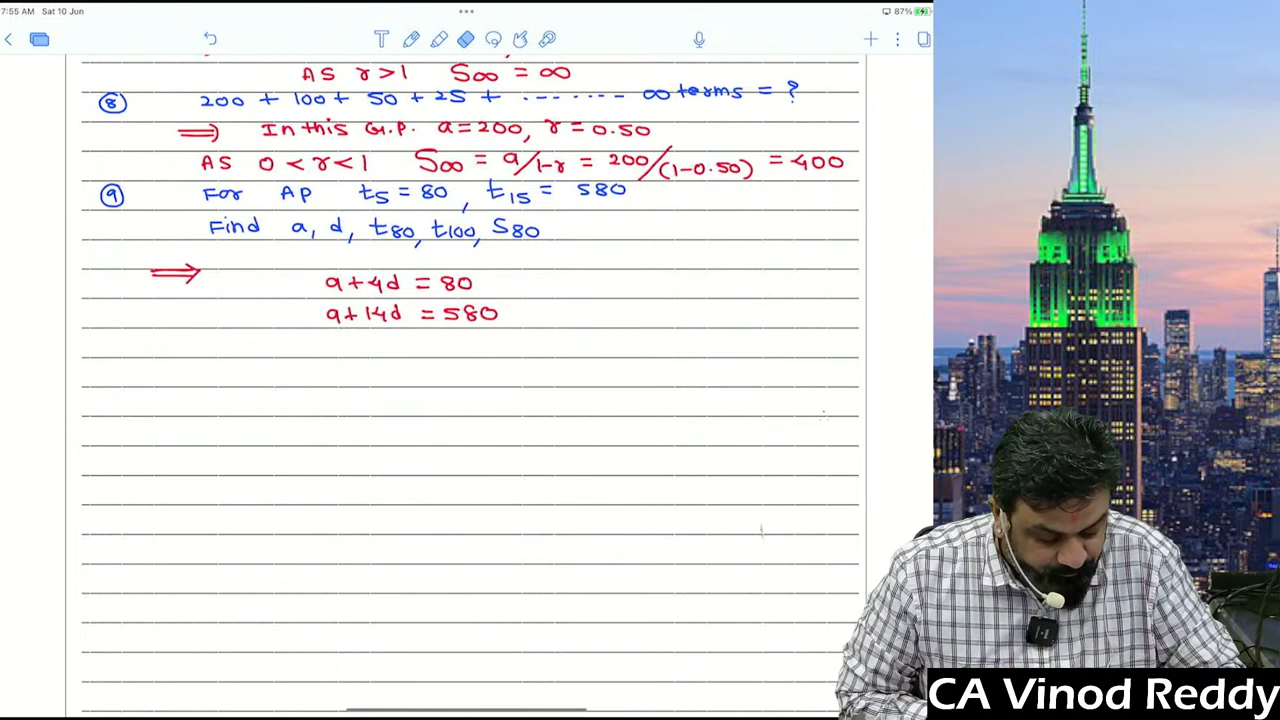 7:55 AM Sat 10 Jun
87%
AS r > 1 S∞ = ∞
⑧ 200 + 100 + 50 + 25 + ........ ∞ terms = ?
⟹ In this G.P. a = 200, r = 0.50
AS 0 < r < 1 S∞ = a/1-r = 200/(1-0.50) = 400
⑨ For AP t5 = 80, t15 = 580
Find a, d, t80, t100, S80
⟹ a + 4d = 80
a + 14d = 580
CA Vinod Reddy